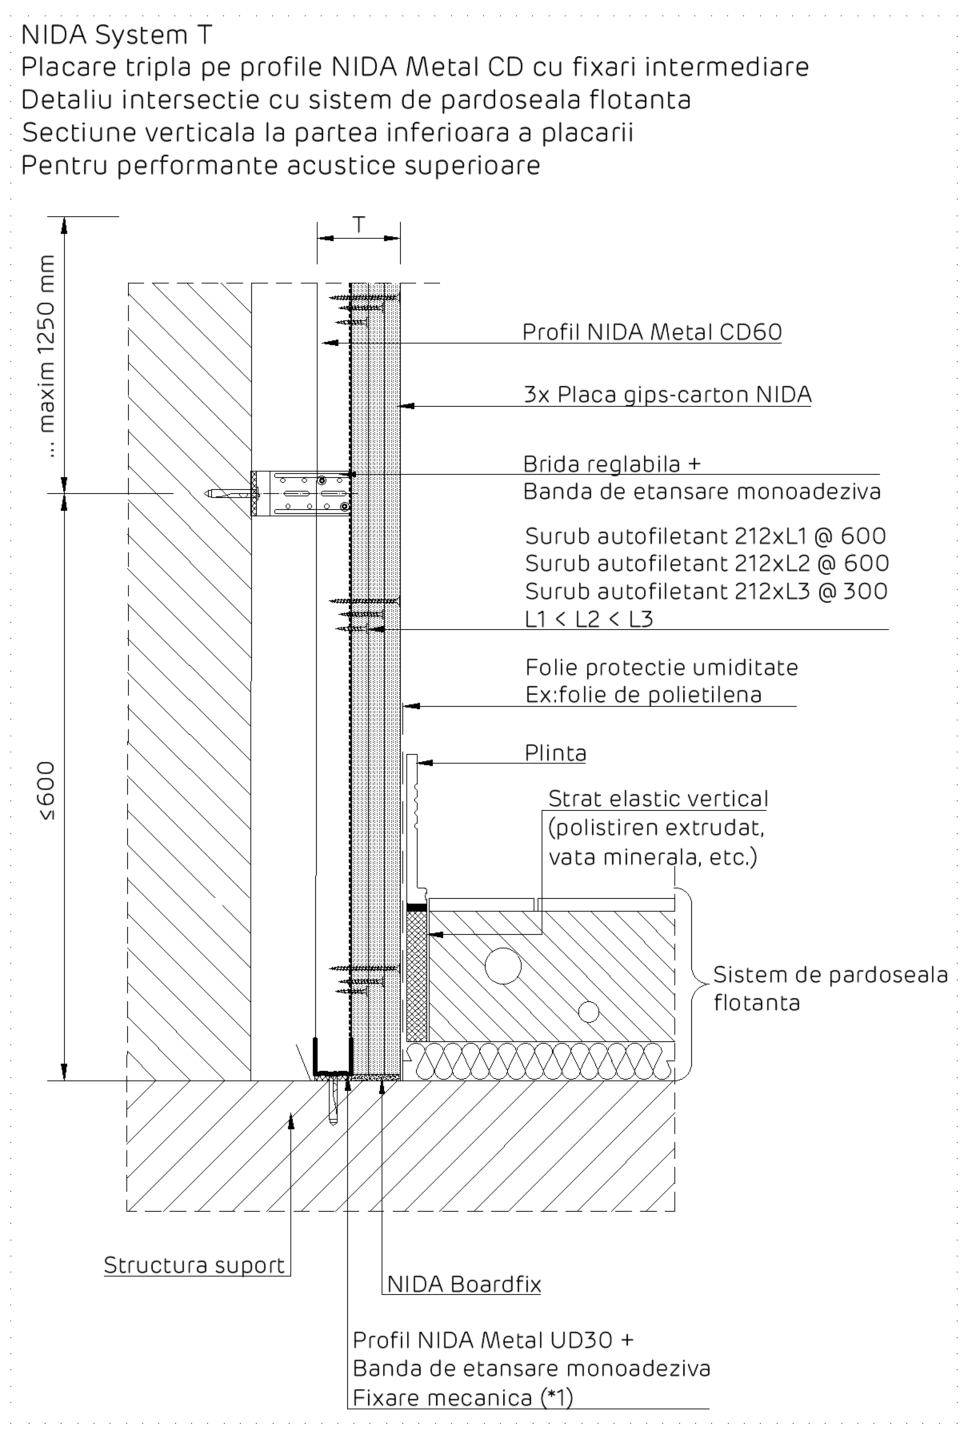 NIDA System T
Placare tripla pe profile NIDA Metal CD cu fixari intermediare
Detaliu intersectie cu sistem de pardoseala flotanta
Sectiune verticala la partea inferioara a placarii
Pentru performante acustice superioare
T
... maxim 1250 mm
Profil NIDA Metal CD60
3x Placa gips-carton NIDA
Brida reglabila +
Banda de etansare monoadeziva
Surub autofiletant 212xL1 @ 600
Surub autofiletant 212xL2 @ 600
Surub autofiletant 212xL3 @ 300
L1 < L2 < L3
Folie protectie umiditate
Ex:folie de polietilena
Plinta
≤600
Strat elastic vertical
(polistiren extrudat,
vata minerala, etc.)
Sistem de pardoseala
flotanta
Structura suport
NIDA Boardfix
Profil NIDA Metal UD30 +
Banda de etansare monoadeziva
Fixare mecanica (*1)